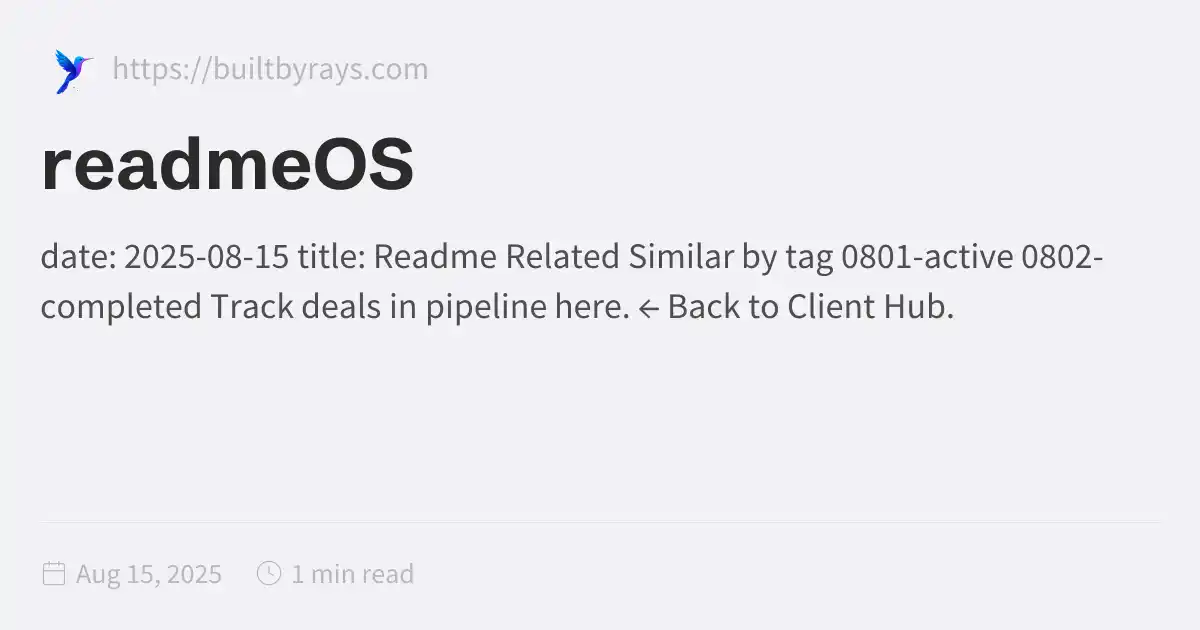 https://builtbyrays.com
readmeOS
date: 2025-08-15 title: Readme Related Similar by tag 0801-active 0802-
completed Track deals in pipeline here. ← Back to Client Hub.
Aug 15, 2025 1 min read